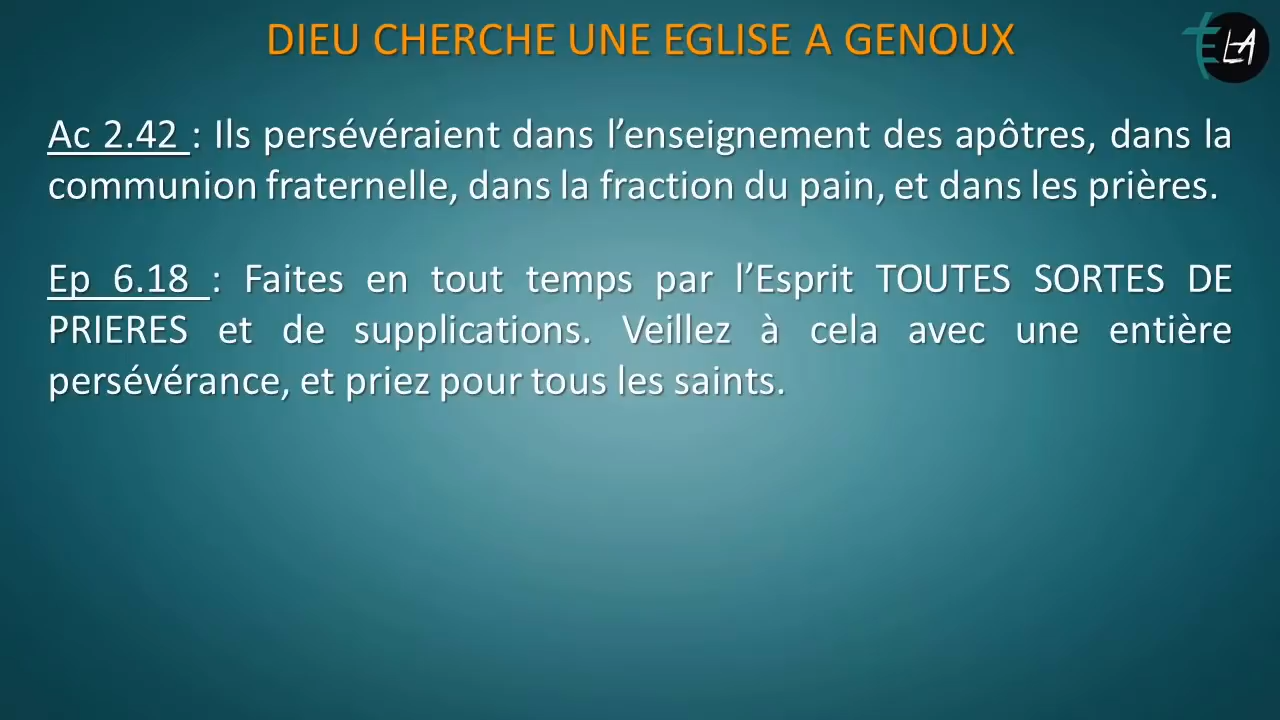 DIEU CHERCHE UNE EGLISE A GENOUX
ELA
Ac 2.42 : Ils persévéraient dans l’enseignement des apôtres, dans la
communion fraternelle, dans la fraction du pain, et dans les prières.
Ep 6.18 : Faites en tout temps par l’Esprit TOUTES SORTES DE
PRIERES et de supplications. Veillez à cela avec une entière
persévérance, et priez pour tous les saints.